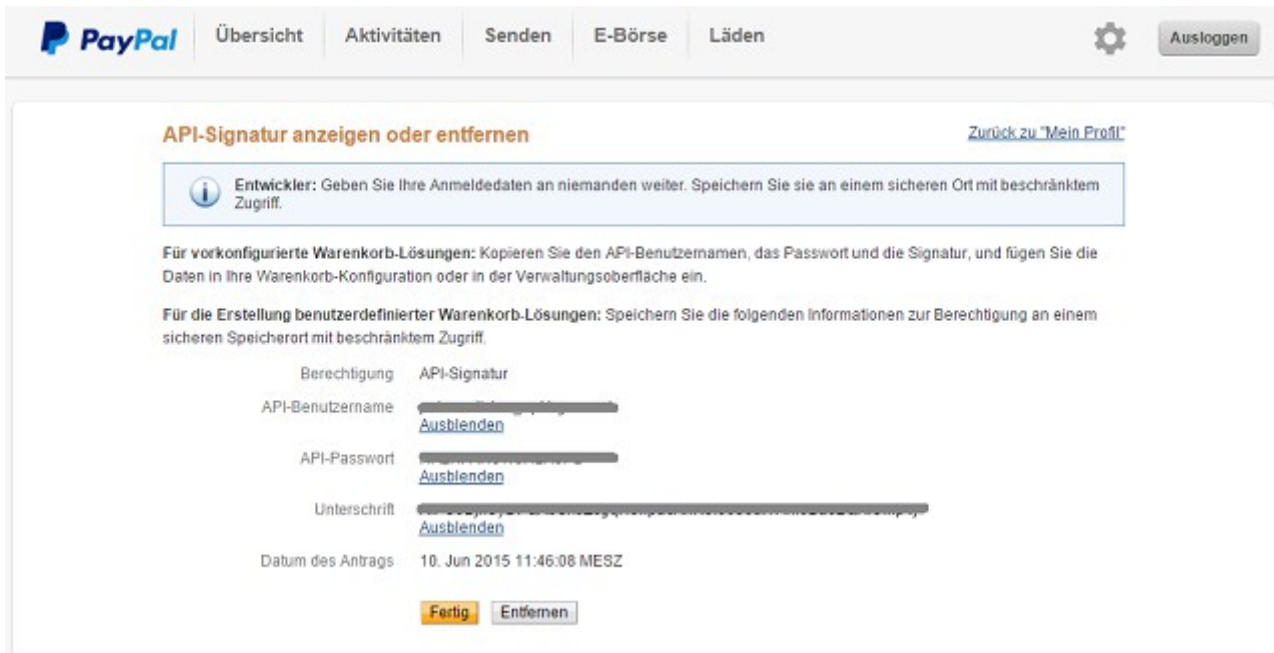 PayPal Übersicht Aktivitäten Senden E-Börse Läden Ausloggen
API-Signatur anzeigen oder entfernen Zurück zu "Mein Profil"
Entwickler: Geben Sie Ihre Anmeldedaten an niemanden weiter. Speichern Sie sie an einem sicheren Ort mit beschränktem
Zugriff.
Für vorkonfigurierte Warenkorb-Lösungen: Kopieren Sie den API-Benutzernamen, das Passwort und die Signatur, und fügen Sie die
Daten in Ihre Warenkorb-Konfiguration oder in der Verwaltungsoberfläche ein.
Für die Erstellung benutzerdefinierter Warenkorb-Lösungen: Speichern Sie die folgenden Informationen zur Berechtigung an einem
sicheren Speicherort mit beschränktem Zugriff.
Berechtigung API-Signatur
API-Benutzername
Ausblenden
API-Passwort
Ausblenden
Unterschrift
Ausblenden
Datum des Antrags 10. Jun 2015 11:46:08 MESZ
Fertig Entfernen